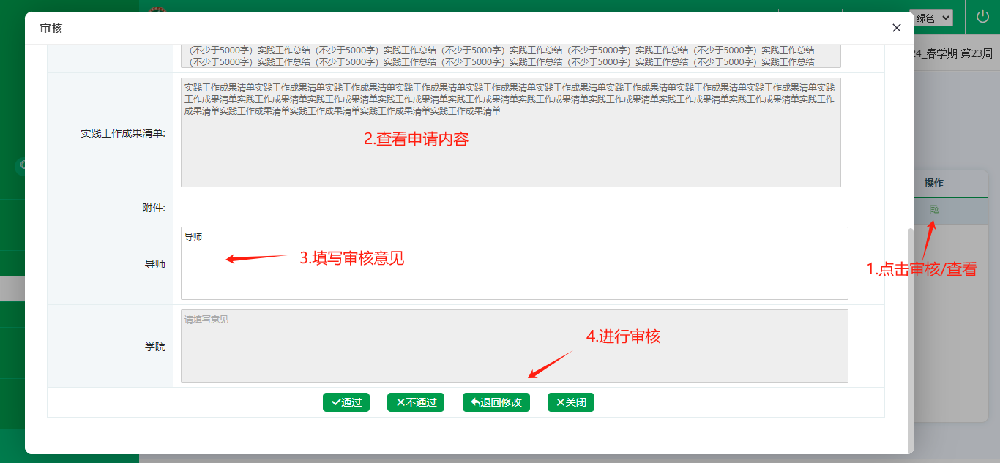 绿色
审核
24_春学期 第23周
（不少于5000字）实践工作总结（不少于5000字）实践工作总结（不少于5000字）实践工作总结（不少于5000字）实践工作总结（不少于5000字）实践工作总结
（不少于5000字）实践工作总结（不少于5000字）实践工作总结（不少于5000字）实践工作总结（不少于5000字）实践工作总结（不少于5000字）实践工作总结
实践工作成果清单:
实践工作成果清单实践工作成果清单实践工作成果清单实践工作成果清单实践工作成果清单实践工作成果清单实践工作成果清单实践工作成果清单实践工作成果清单实践
工作成果清单实践工作成果清单实践工作成果清单实践工作成果清单实践工作成果清单实践工作成果清单实践工作成果清单实践工作成果清单实践工作成果清单实践工作
成果清单实践工作成果清单实践工作成果清单实践工作成果清单实践工作成果清单
2.查看申请内容
操作
附件:
导师
导师
3.填写审核意见
1.点击审核/查看
学院
请填写意见
4.进行审核
通过
不通过
退回修改
关闭